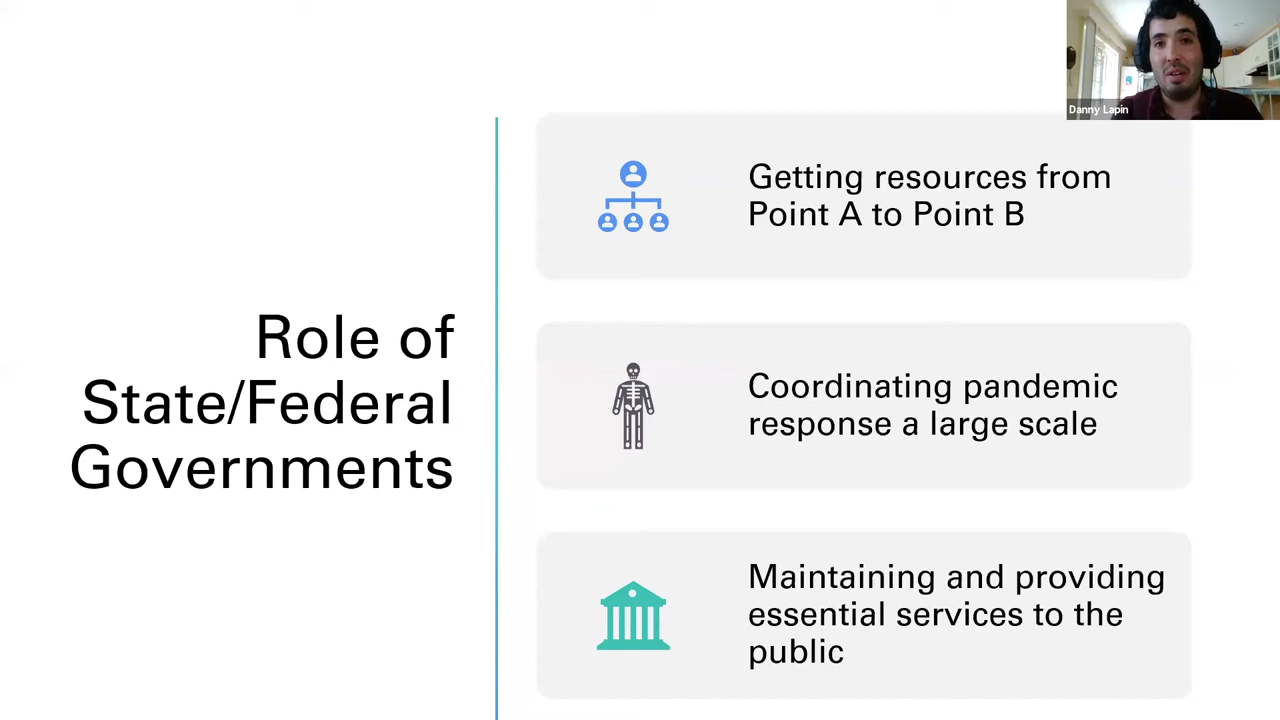 Danny Lapin
Role of
State/Federal
Governments
Getting resources from
Point A to Point B
Coordinating pandemic
response a large scale
Maintaining and providing
essential services to the
public